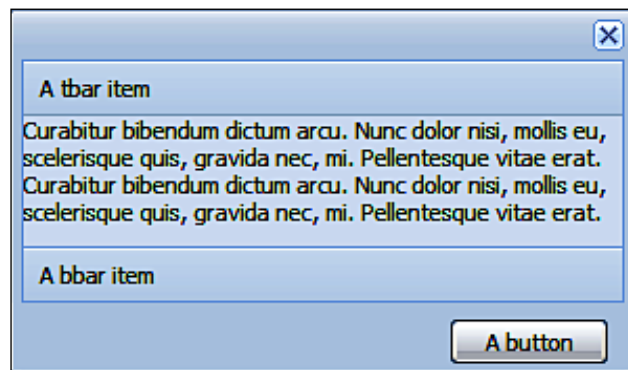 A tbar item
Curabitur bibendum dictum arcu. Nunc dolor nisi, mollis eu,
scelerisque quis, gravida nec, mi. Pellentesque vitae erat.
Curabitur bibendum dictum arcu. Nunc dolor nisi, mollis eu,
scelerisque quis, gravida nec, mi. Pellentesque vitae erat.
A bbar item
A button